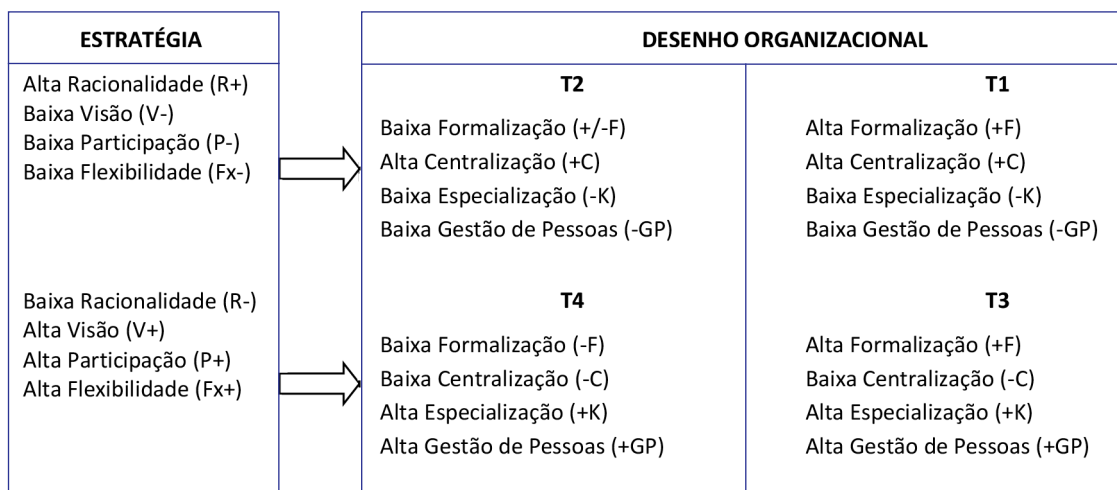 ESTRATÉGIA
Alta Racionalidade (R+)
Baixa Visão (V-)
Baixa Participação (P-)
Baixa Flexibilidade (Fx-)
Baixa Racionalidade (R-)
Alta Visão (V+)
Alta Participação (P+)
Alta Flexibilidade (Fx+)
DESENHO ORGANIZACIONAL
T2
Baixa Formalização (+/-F)
Alta Centralização (+C)
Baixa Especialização (-K)
Baixa Gestão de Pessoas (-GP)
T1
Alta Formalização (+F)
Alta Centralização (+C)
Baixa Especialização (-K)
Baixa Gestão de Pessoas (-GP)
T4
Baixa Formalização (-F)
Baixa Centralização (-C)
Alta Especialização (+K)
Alta Gestão de Pessoas (+GP)
T3
Alta Formalização (+F)
Baixa Centralização (-C)
Alta Especialização (+K)
Alta Gestão de Pessoas (+GP)